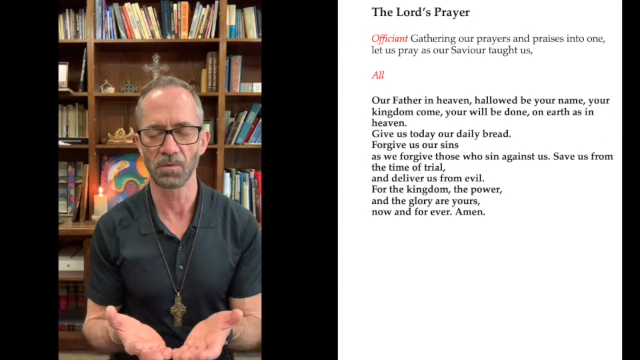 The Lord's Prayer
Officiant Gathering our prayers and praises into one,
let us pray as our Saviour taught us,
All
Our Father in heaven, hallowed be your name, your
kingdom come, your will be done, on earth as in
heaven.
Give us today our daily bread.
Forgive us our sins
as we forgive those who sin against us. Save us from
the time of trial,
and deliver us from evil.
For the kingdom, the power,
and the glory are yours,
now and for ever. Amen.